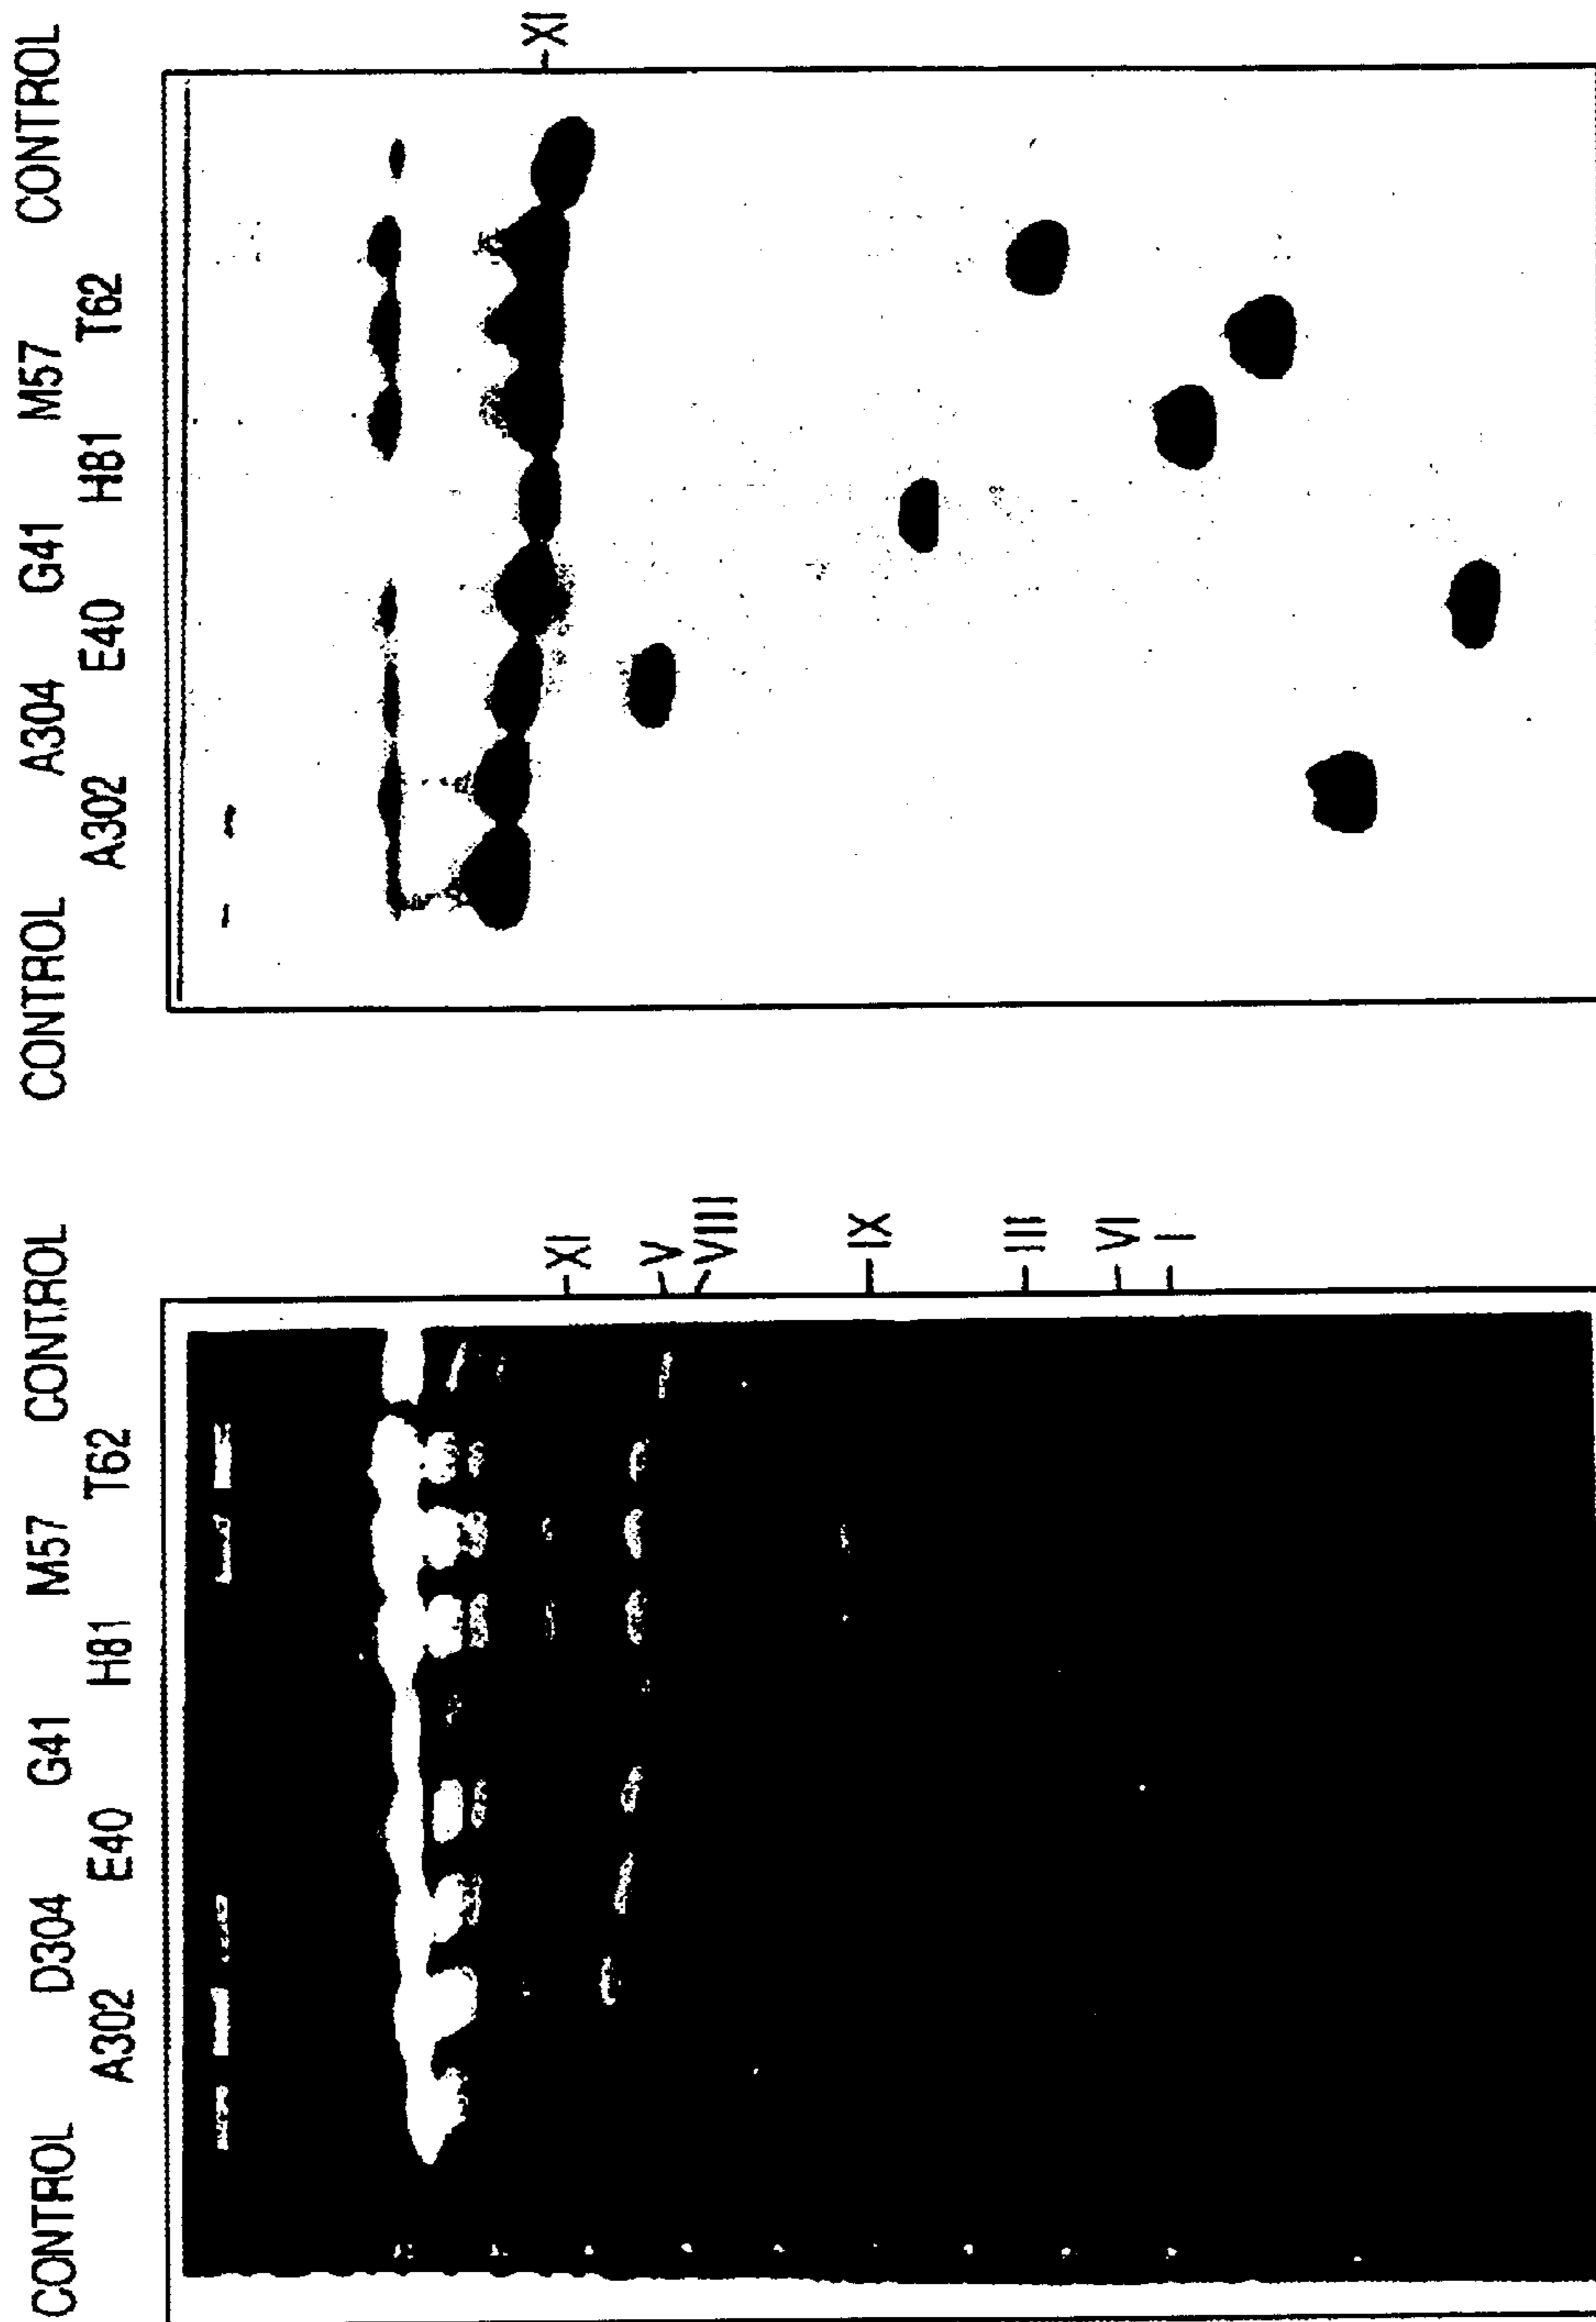 CONTROL D304 G41 M57 CONTROL
A302 E40 H81 T62
XI
V
VIII
IX
III
VI
I
CONTROL A304 G41 M57 CONTROL
A302 E40 H81 T62
XI